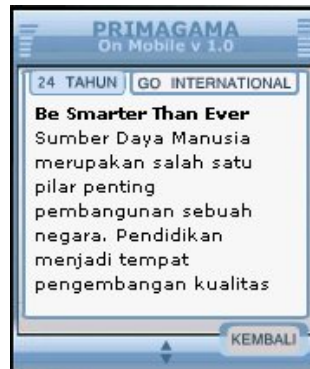 PRIMAGAMA
On Mobile v 1.0
24 TAHUN GO INTERNATIONAL
Be Smarter Than Ever
Sumber Daya Manusia
merupakan salah satu
pilar penting
pembangunan sebuah
negara. Pendidikan
menjadi tempat
pengembangan kualitas
KEMBALI